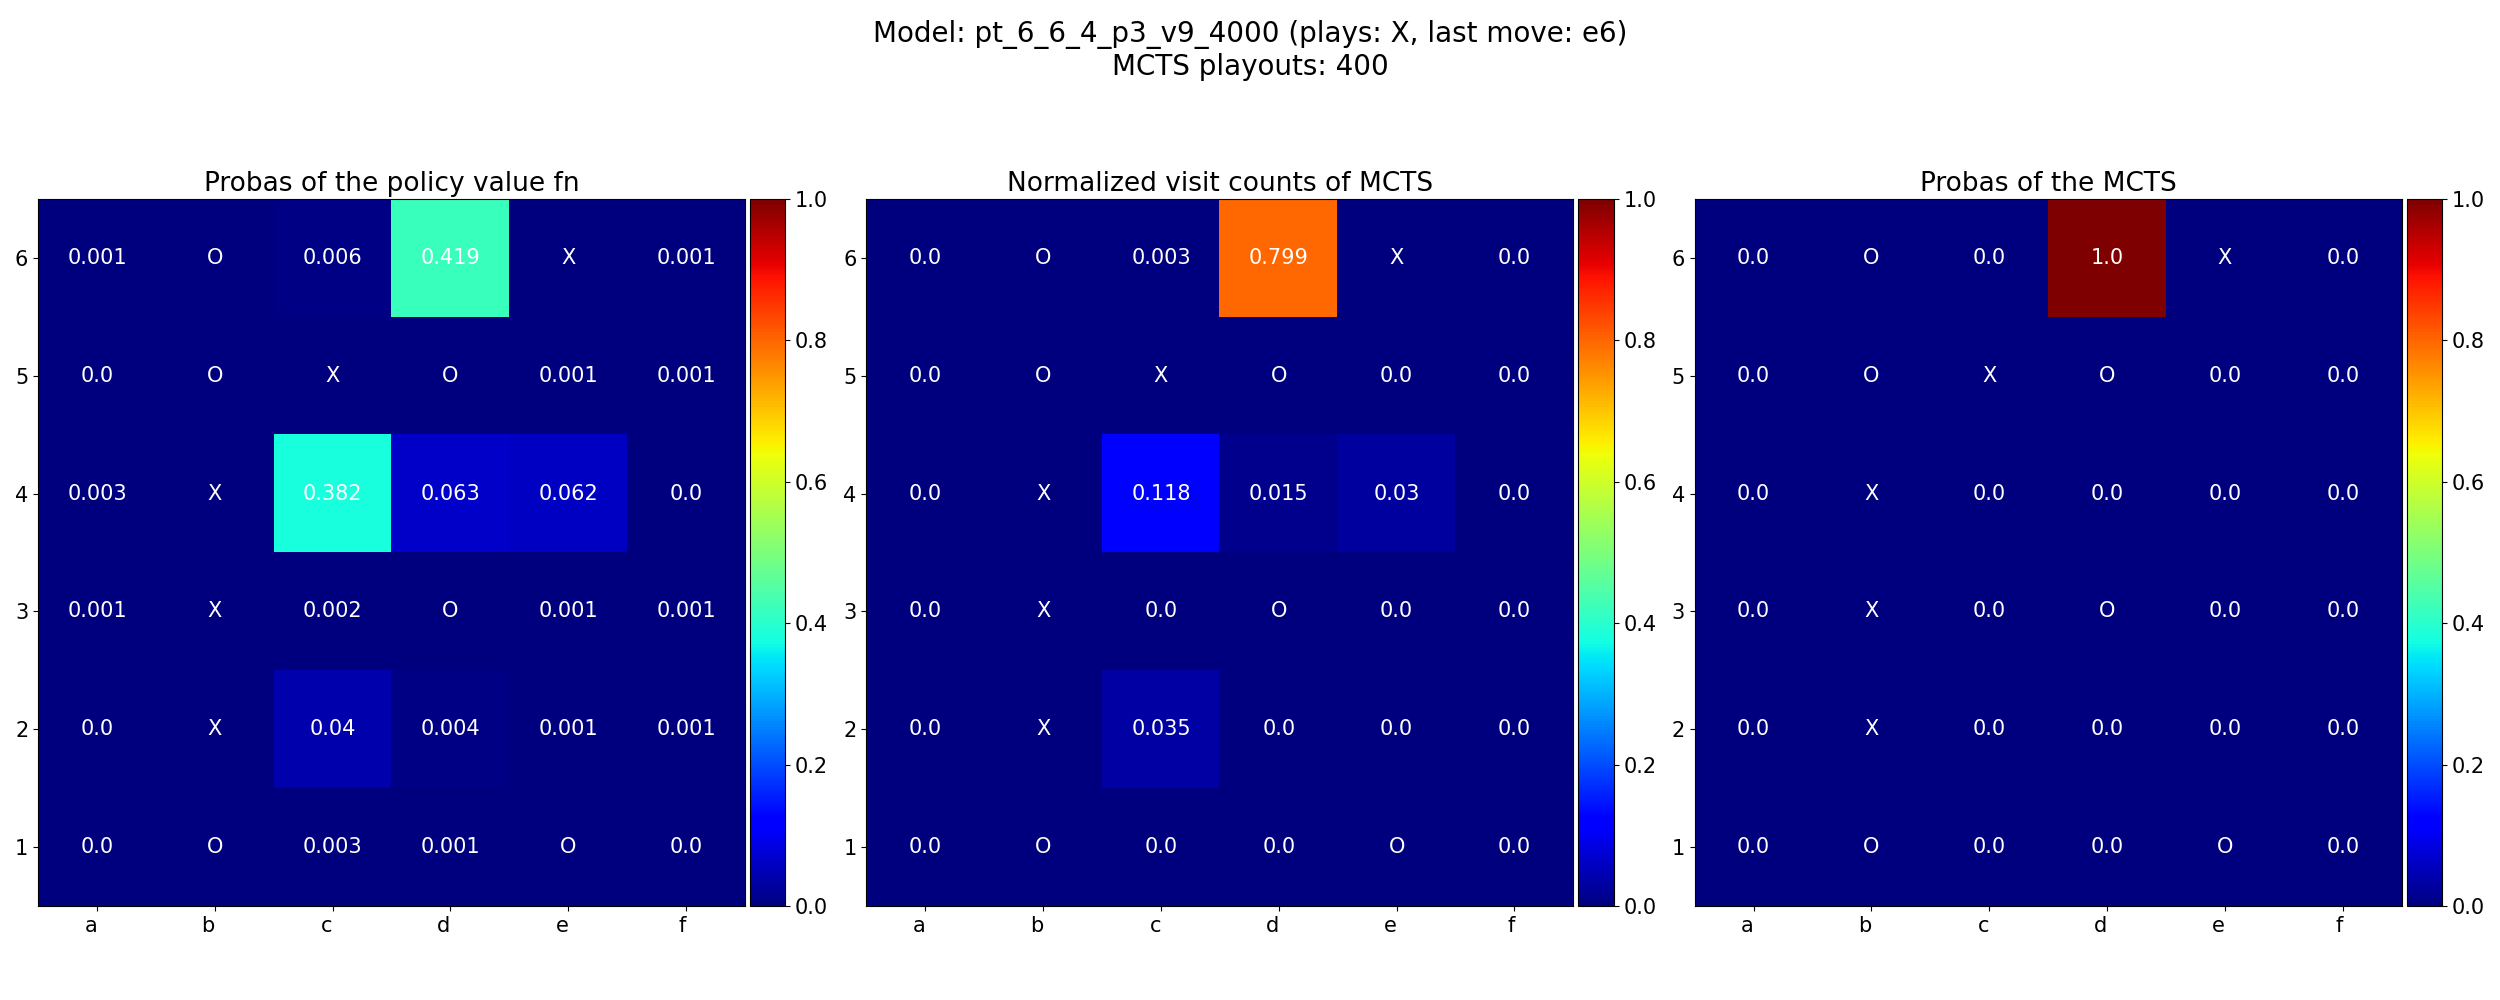 Model: pt_6_6_4_p3_v9_4000 (plays: X, last move: e6)
MCTS playouts: 400
Probas of the policy value fn
1.0
6 0.001 O 0.006 0.419 X 0.001
0.8
5 0.0 O X O 0.001 0.001
0.6
4 0.003 X 0.382 0.063 0.062 0.0
0.4
3 0.001 X 0.002 O 0.001 0.001
2 0.0 X 0.04 0.004 0.001 0.001
0.2
1 0.0 O 0.003 0.001 O 0.0
0.0
a b c d e f
Normalized visit counts of MCTS
1.0
6 0.0 O 0.003 0.799 X 0.0
0.8
5 0.0 O X O 0.0 0.0
0.6
4 0.0 X 0.118 0.015 0.03 0.0
0.4
3 0.0 X 0.0 O 0.0 0.0
2 0.0 X 0.035 0.0 0.0 0.0
0.2
1 0.0 O 0.0 0.0 O 0.0
0.0
a b c d e f
Probas of the MCTS
1.0
6 0.0 O 0.0 1.0 X 0.0
0.8
5 0.0 O X O 0.0 0.0
0.6
4 0.0 X 0.0 0.0 0.0 0.0
0.4
3 0.0 X 0.0 O 0.0 0.0
2 0.0 X 0.0 0.0 0.0 0.0
0.2
1 0.0 O 0.0 0.0 O 0.0
0.0
a b c d e f